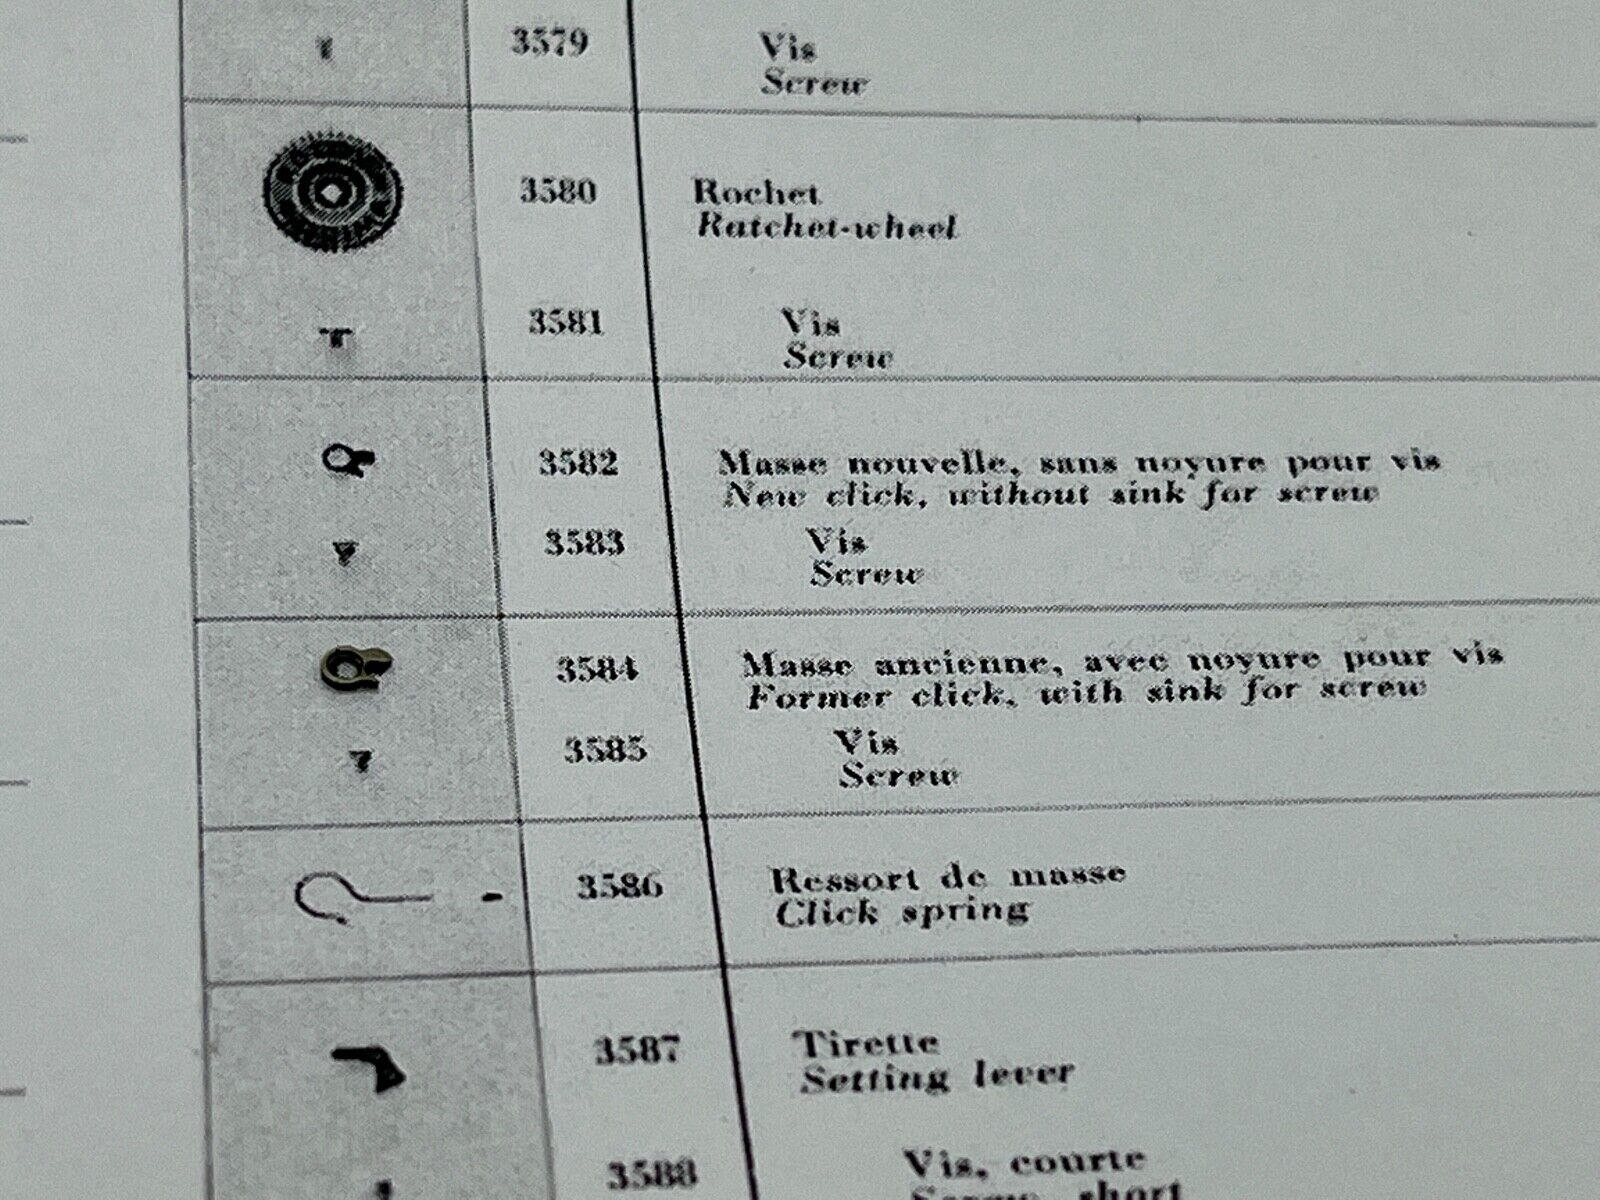 3579 Vis
Screw
3580 Rochet
Ratchet-wheel
3581 Vis
Screw
3582 Masse nouvelle, sans noyure pour vis
New click, without sink for screw
3583 Vis
Screw
3584 Masse ancienne, avec noyure pour vis
Former click, with sink for screw
3585 Vis
Screw
3586 Ressort de masse
Click spring
3587 Tirette
Setting lever
3588 Vis, courte
Screw, short